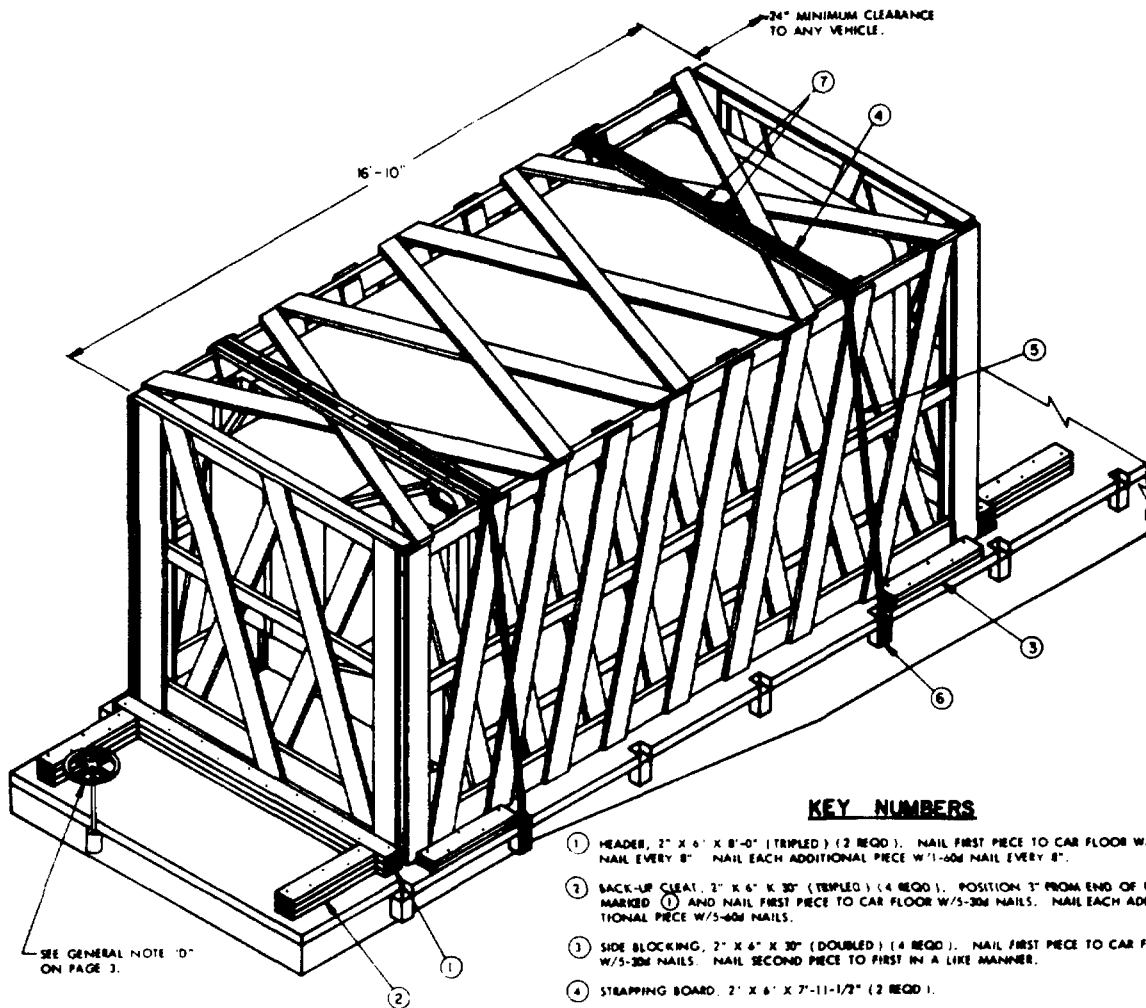 24" MINIMUM CLEARANCE
TO ANY VEHICLE.
7
4
16'-10"
5
3
6
SEE GENERAL NOTE "D"
ON PAGE 3.
1
2
KEY NUMBERS
1 HEADER, 2" X 6" X 8'-0" (TRIPLED) (2 REQD). NAIL FIRST PIECE TO CAR FLOOR
NAIL EVERY 8" NAIL EACH ADDITIONAL PIECE W/1-60d NAIL EVERY 8".
2 BACK-UP CLEAT, 2" X 6" X 30" (TRIPLED) (4 REQD). POSITION 3" FROM END OF
MARKED 1 AND NAIL FIRST PIECE TO CAR FLOOR W/5-30d NAILS. NAIL EACH
TIONAL PIECE W/5-60d NAILS.
3 SIDE BLOCKING, 2" X 6" X 30" (DOUBLED) (4 REQD). NAIL FIRST PIECE TO CAR
W/5-30d NAILS. NAIL SECOND PIECE TO FIRST IN A LIKE MANNER.
4 STRAPPING BOARD, 2" X 6" X 7'-11-1/2" (2 REQD).